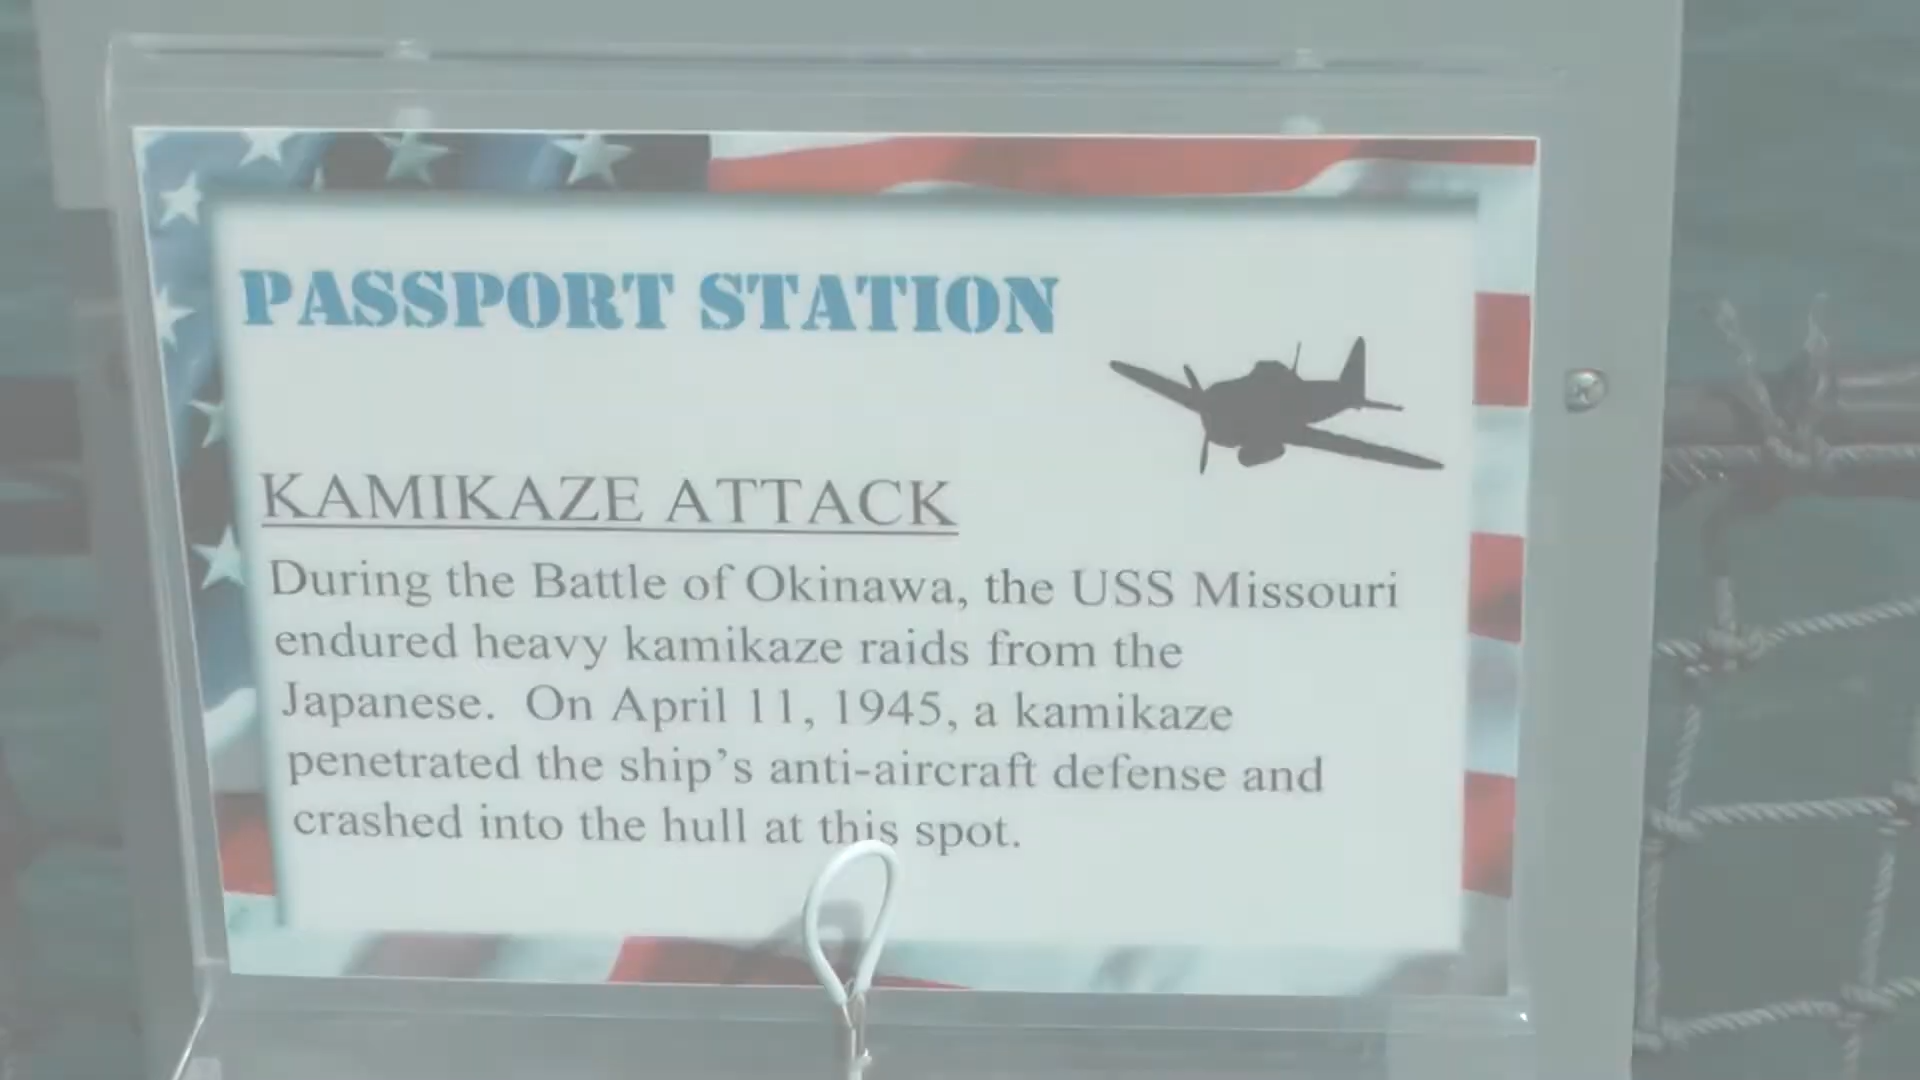 PASSPORT STATION
KAMIKAZE ATTACK
During the Battle of Okinawa, the USS Missouri
endured heavy kamikaze raids from the
Japanese.  On April 11, 1945, a kamikaze
penetrated the ship's anti-aircraft defense and
crashed into the hull at this spot.